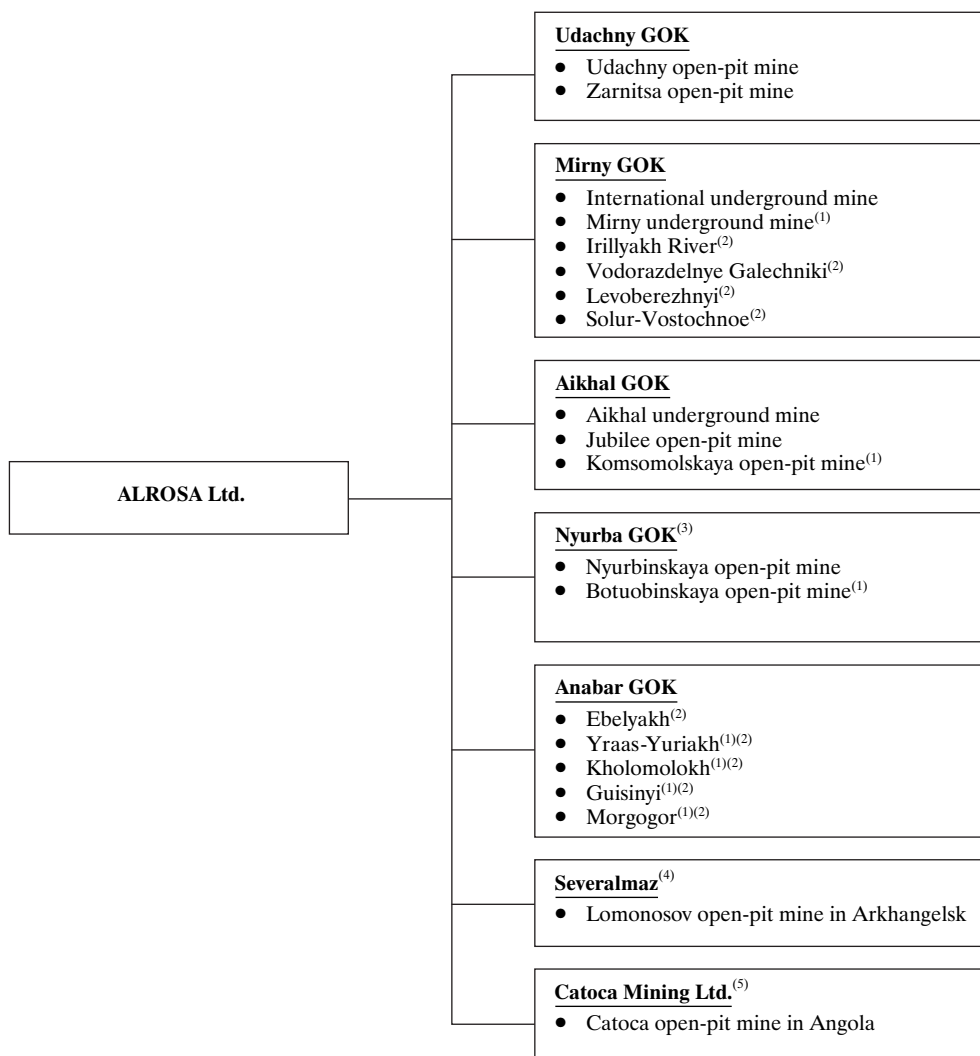 ALROSA Ltd.
Udachny GOK
● Udachny open-pit mine
● Zarnitsa open-pit mine
Mirny GOK
● International underground mine
● Mirny underground mine(1)
● Irillyakh River(2)
● Vodorazdelnye Galechniki(2)
● Levoberezhnyi(2)
● Solur-Vostochnoe(2)
Aikhal GOK
● Aikhal underground mine
● Jubilee open-pit mine
● Komsomolskaya open-pit mine(1)
Nyurba GOK(3)
● Nyurbinskaya open-pit mine
● Botuobinskaya open-pit mine(1)
Anabar GOK
● Ebelyakh(2)
● Yraas-Yuriakh(1)(2)
● Kholomolokh(1)(2)
● Guisinyi(1)(2)
● Morgogor(1)(2)
Severalmaz(4)
● Lomonosov open-pit mine in Arkhangelsk
Catoca Mining Ltd.(5)
● Catoca open-pit mine in Angola